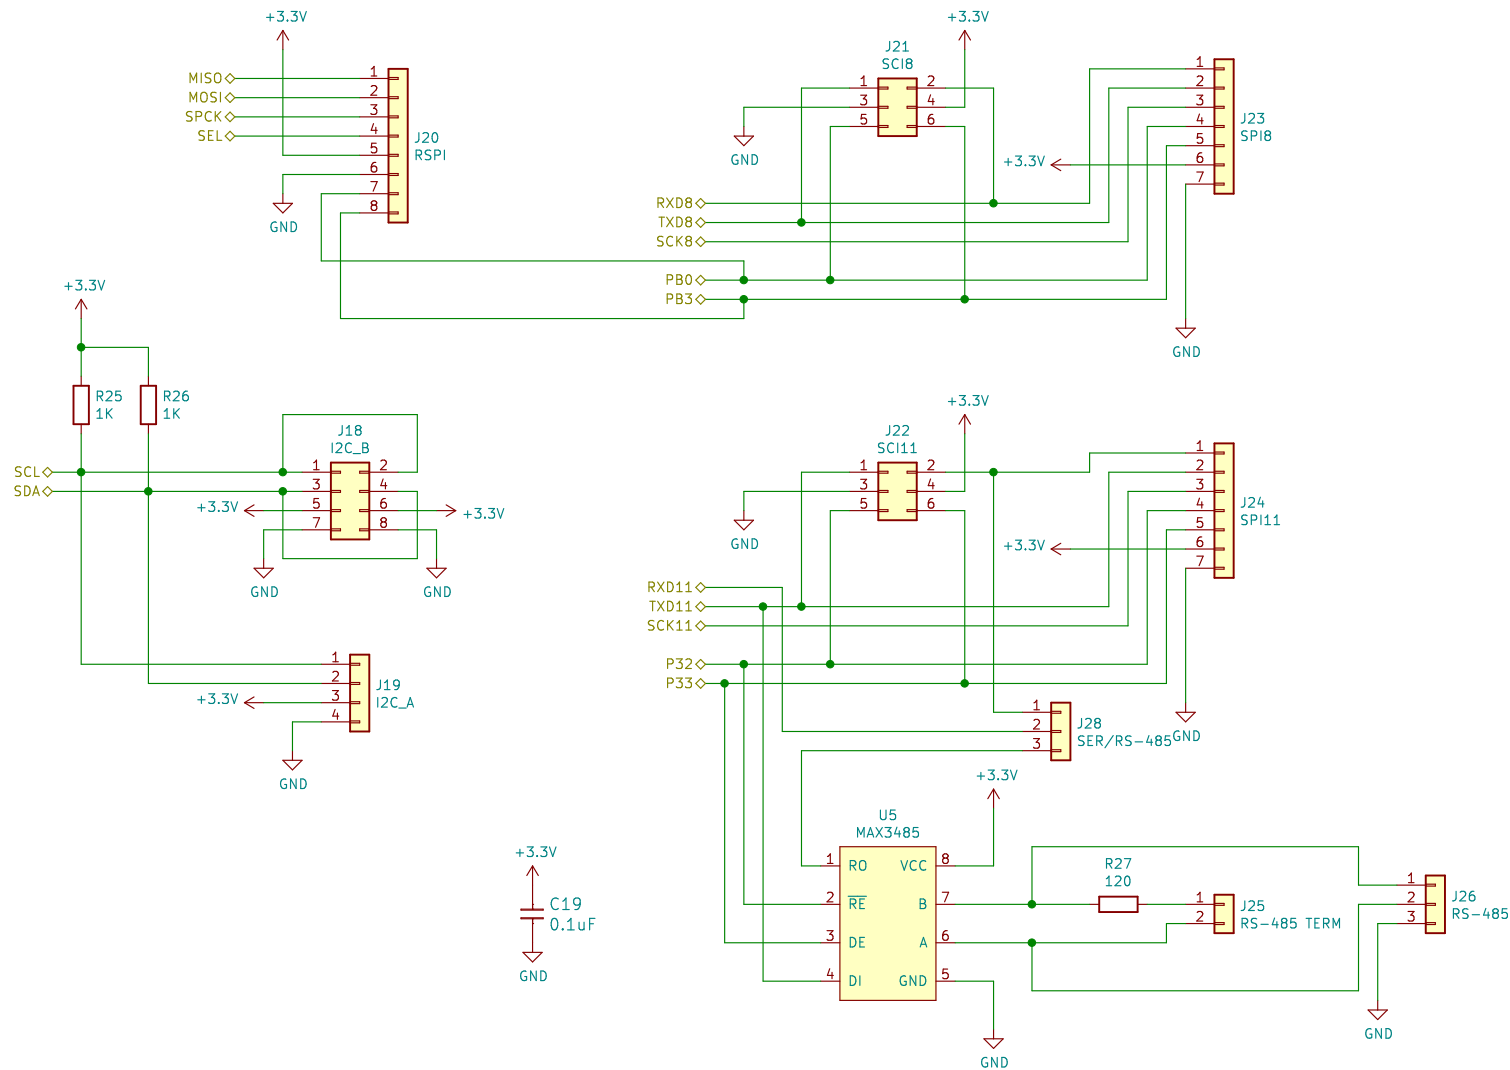 +3.3V
MISO
MOSI
SPCK
SEL
1
2
3
4
5
6
7
8
J20
RSPI
GND
+3.3V
J21
SCI8
1
3
5
2
4
6
GND
1
2
3
4
5
6
7
J23
SPI8
+3.3V
RXD8
TXD8
SCK8
PB0
PB3
GND
+3.3V
R25
1K
R26
1K
SCL
SDA
J18
I2C_B
1
3
5
7
2
4
6
8
+3.3V
+3.3V
GND
GND
1
2
3
4
J19
I2C_A
+3.3V
GND
+3.3V
J22
SCI11
1
3
5
2
4
6
GND
1
2
3
4
5
6
7
J24
SPI11
+3.3V
RXD11
TXD11
SCK11
P32
P33
GND
1
2
3
J28
SER/RS-485
+3.3V
U5
MAX3485
1 RO
2 RE
3 DE
4 DI
VCC 8
B 7
A 6
GND 5
GND
R27
120
1
2
J25
RS-485 TERM
1
2
3
J26
RS-485
GND
+3.3V
C19
0.1uF
GND